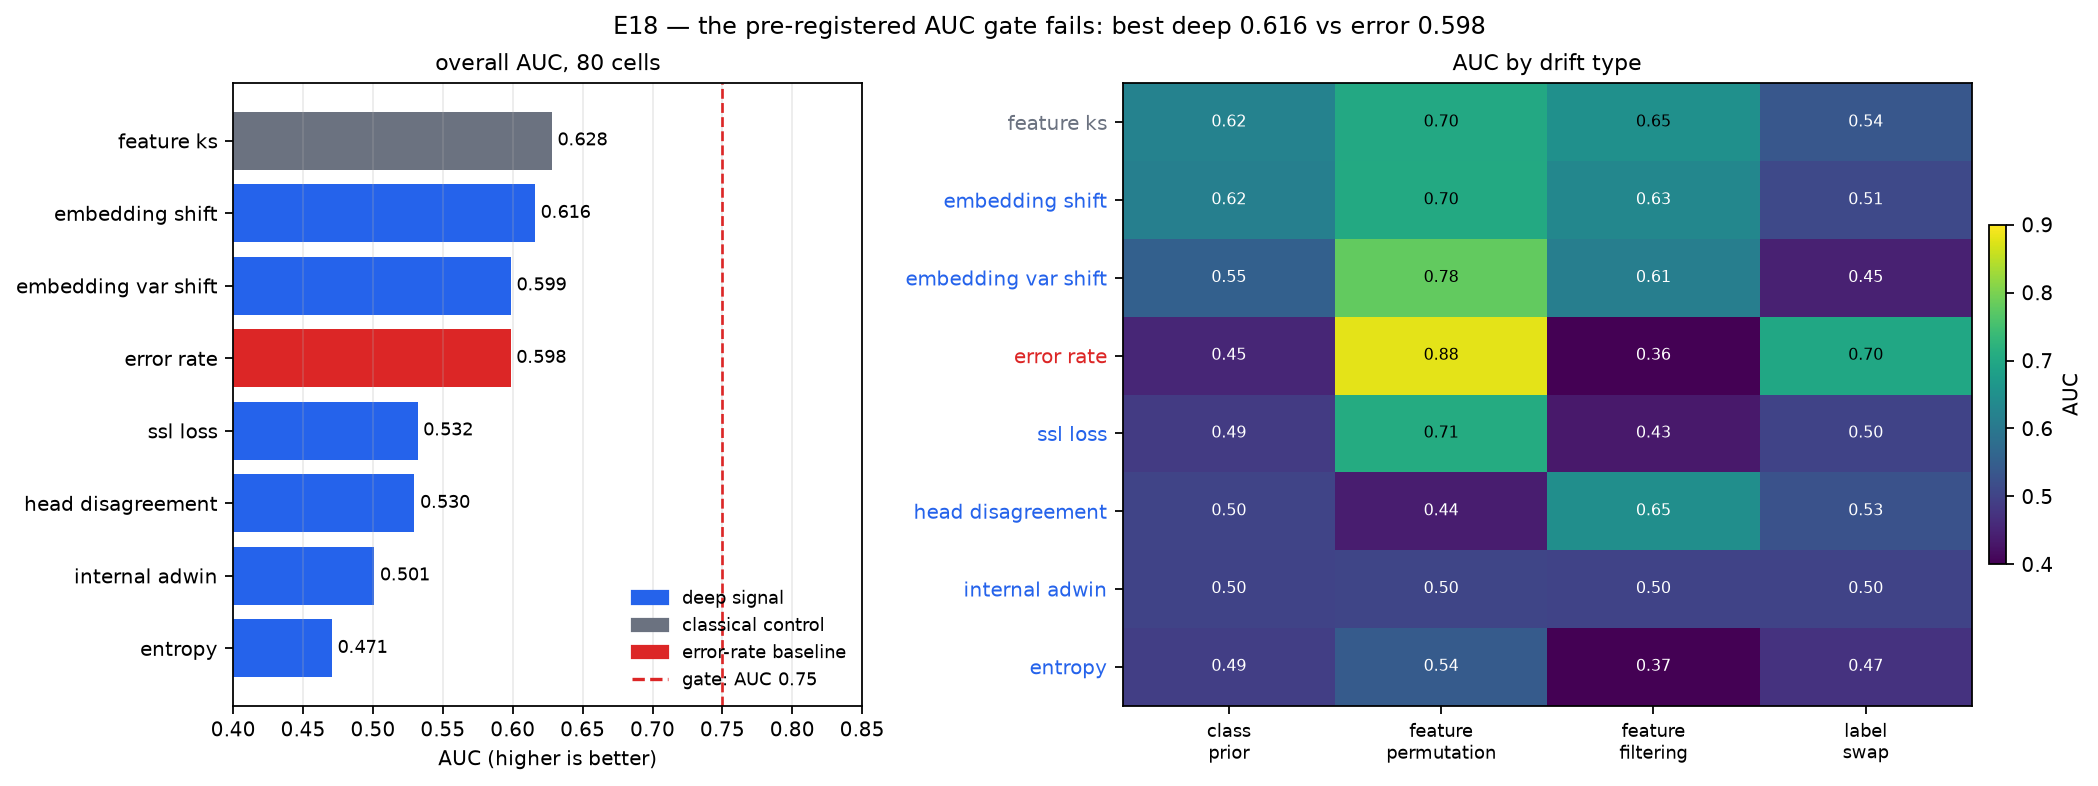 E18 — the pre-registered AUC gate fails: best deep 0.616 vs error 0.598
overall AUC, 80 cells
feature ks 0.628
embedding shift 0.616
embedding var shift 0.599
error rate 0.598
ssl loss 0.532
head disagreement 0.530
internal adwin 0.501
entropy 0.471
deep signal
classical control
error-rate baseline
gate: AUC 0.75
0.40 0.45 0.50 0.55 0.60 0.65 0.70 0.75 0.80 0.85
AUC (higher is better)
AUC by drift type
feature ks 0.62 0.70 0.65 0.54
embedding shift 0.62 0.70 0.63 0.51
embedding var shift 0.55 0.78 0.61 0.45
error rate 0.45 0.88 0.36 0.70
ssl loss 0.49 0.71 0.43 0.50
head disagreement 0.50 0.44 0.65 0.53
internal adwin 0.50 0.50 0.50 0.50
entropy 0.49 0.54 0.37 0.47
class feature feature label
prior permutation filtering swap
0.9
0.8
0.7
0.6
0.5
0.4
AUC